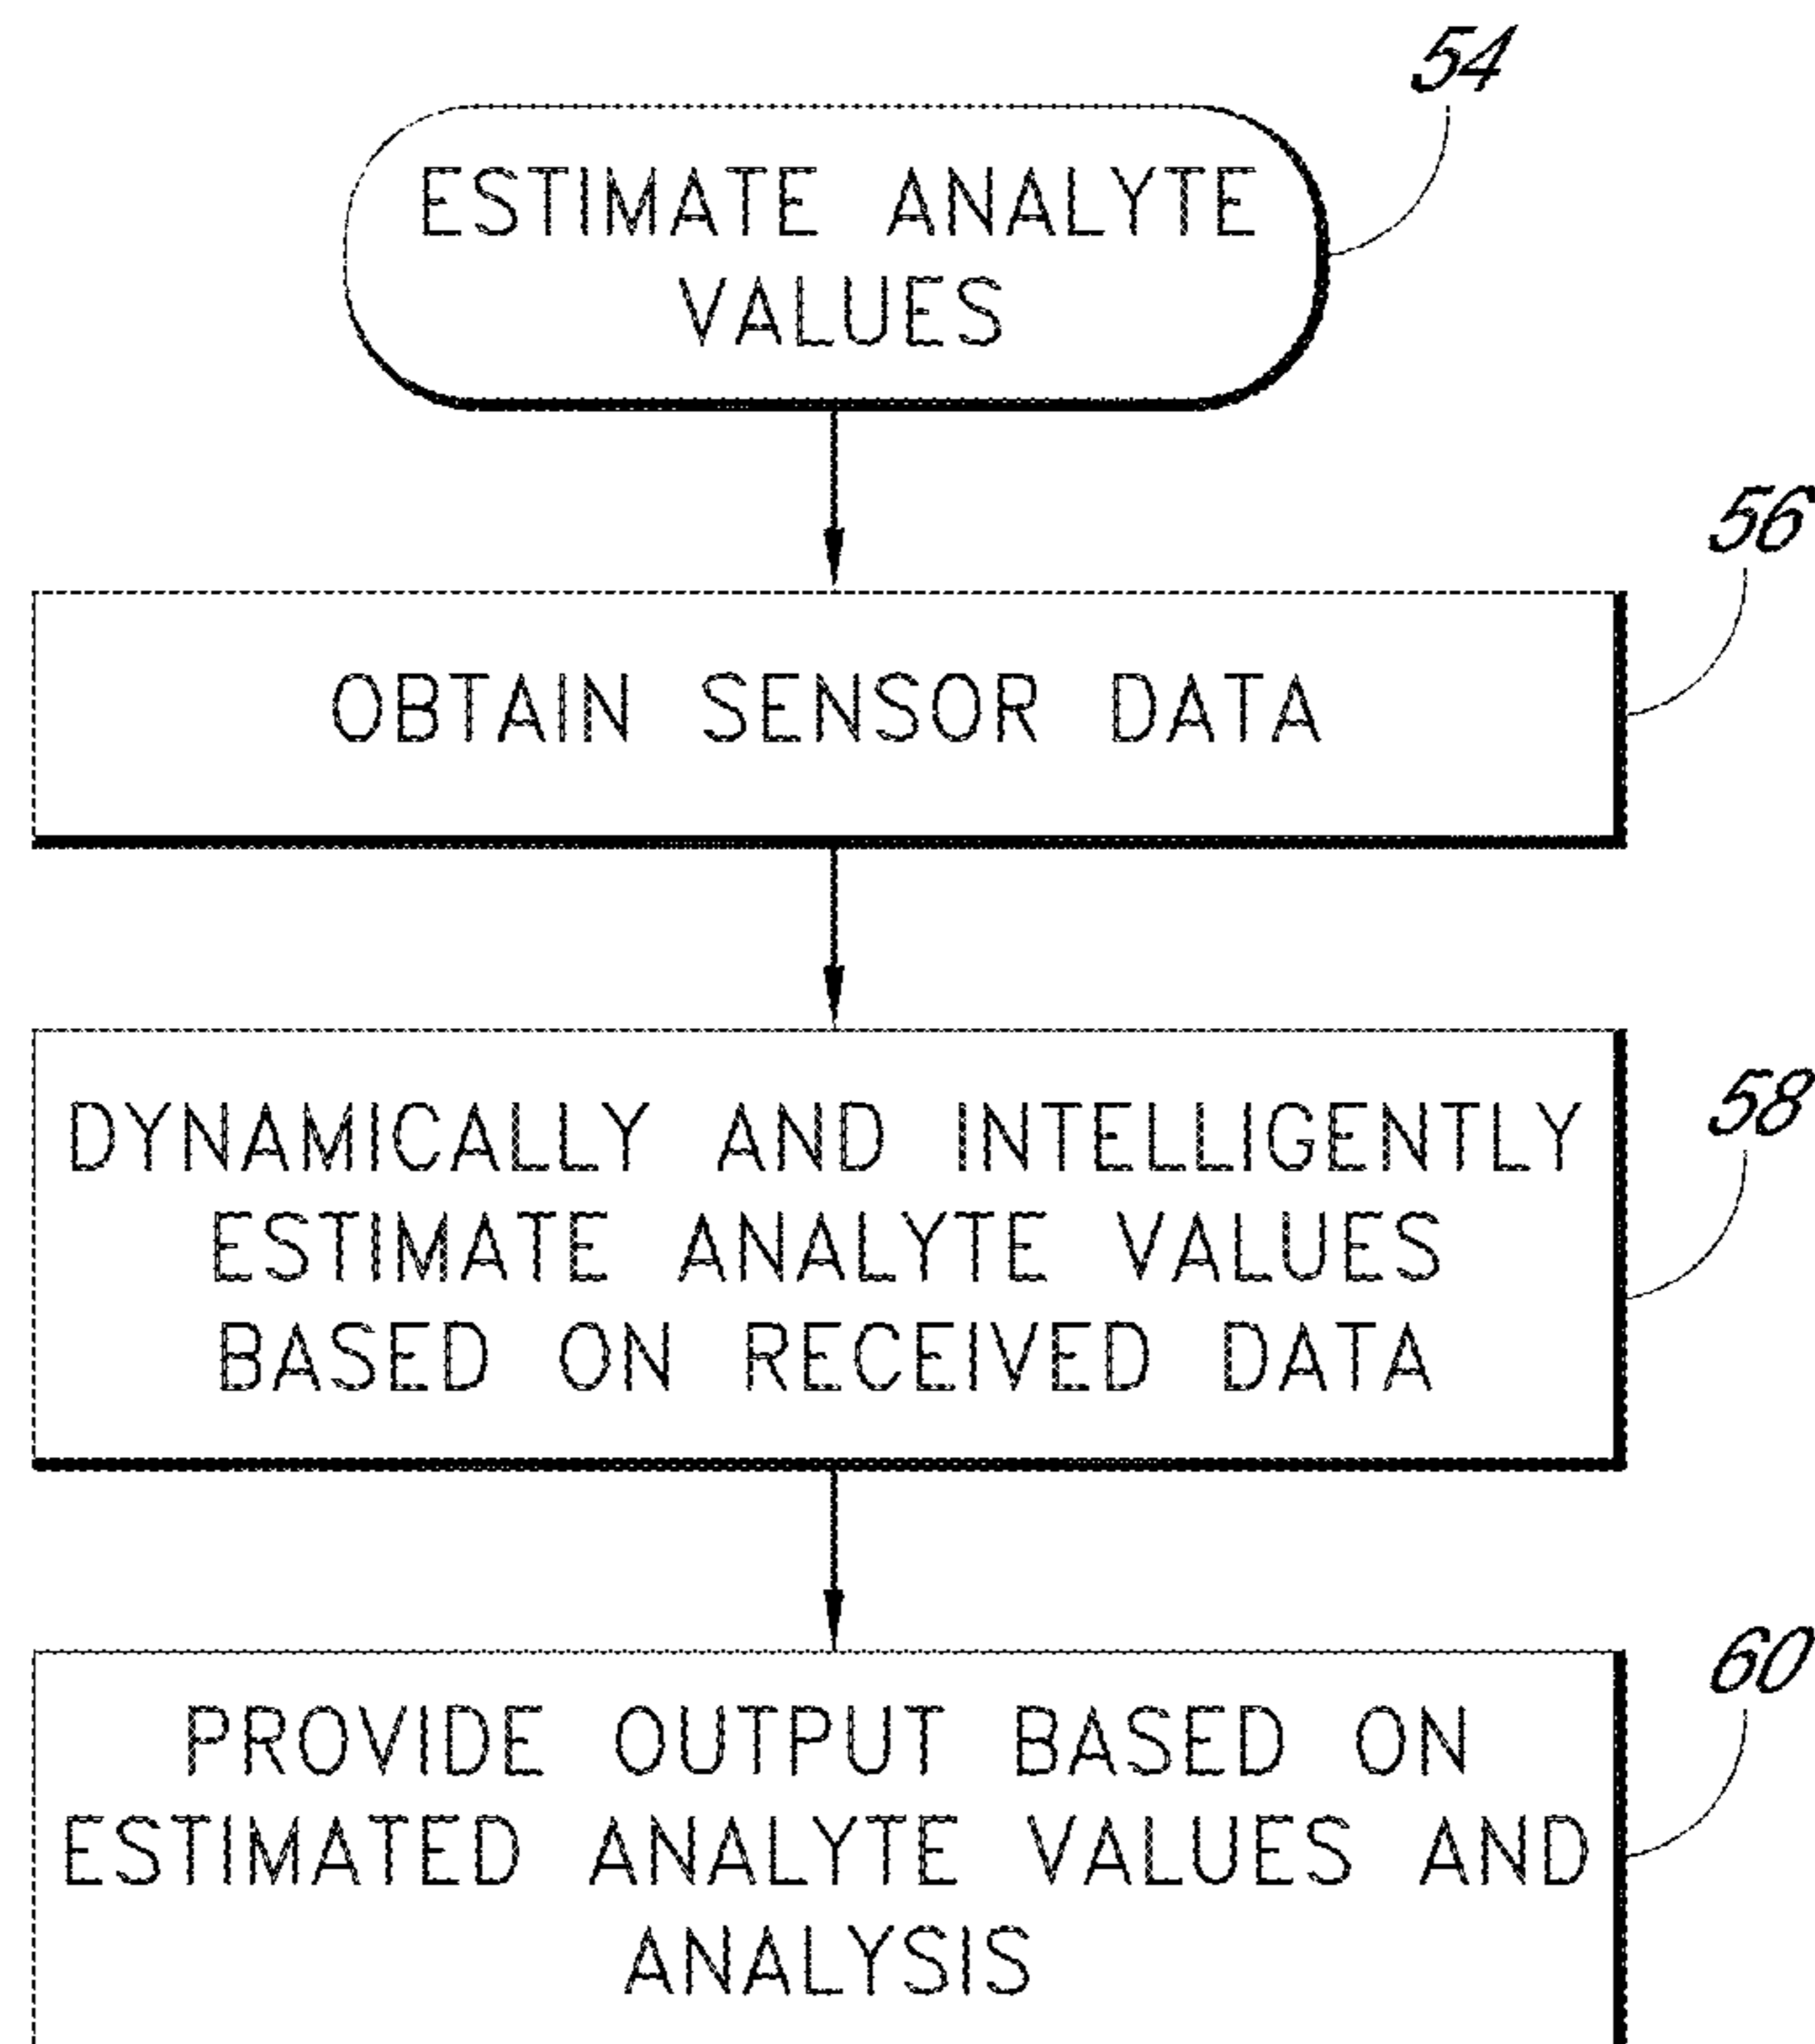 54
ESTIMATE ANALYTE
VALUES
56
OBTAIN SENSOR DATA
58
DYNAMICALLY AND INTELLIGENTLY
ESTIMATE ANALYTE VALUES
BASED ON RECEIVED DATA
60
PROVIDE OUTPUT BASED ON
ESTIMATED ANALYTE VALUES AND
ANALYSIS